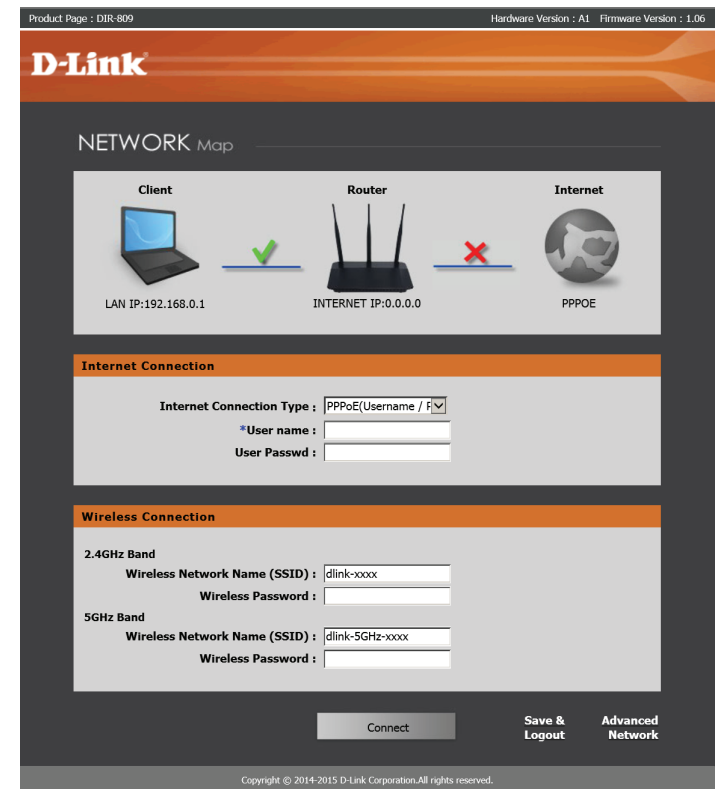 Product Page : DIR-809
Hardware Version : A1 Firmware Version : 1.06
D-Link
NETWORK Map
Client
Router
Internet
LAN IP:192.168.0.1
INTERNET IP:0.0.0.0
PPPOE
Internet Connection
Internet Connection Type : PPPoE(Username / P
*User name :
User Passwd :
Wireless Connection
2.4GHz Band
Wireless Network Name (SSID) : dlink-xxxx
Wireless Password :
5GHz Band
Wireless Network Name (SSID) : dlink-5GHz-xxxx
Wireless Password :
Connect
Save &
Logout
Advanced
Network
Copyright © 2014-2015 D-Link Corporation.All rights reserved.